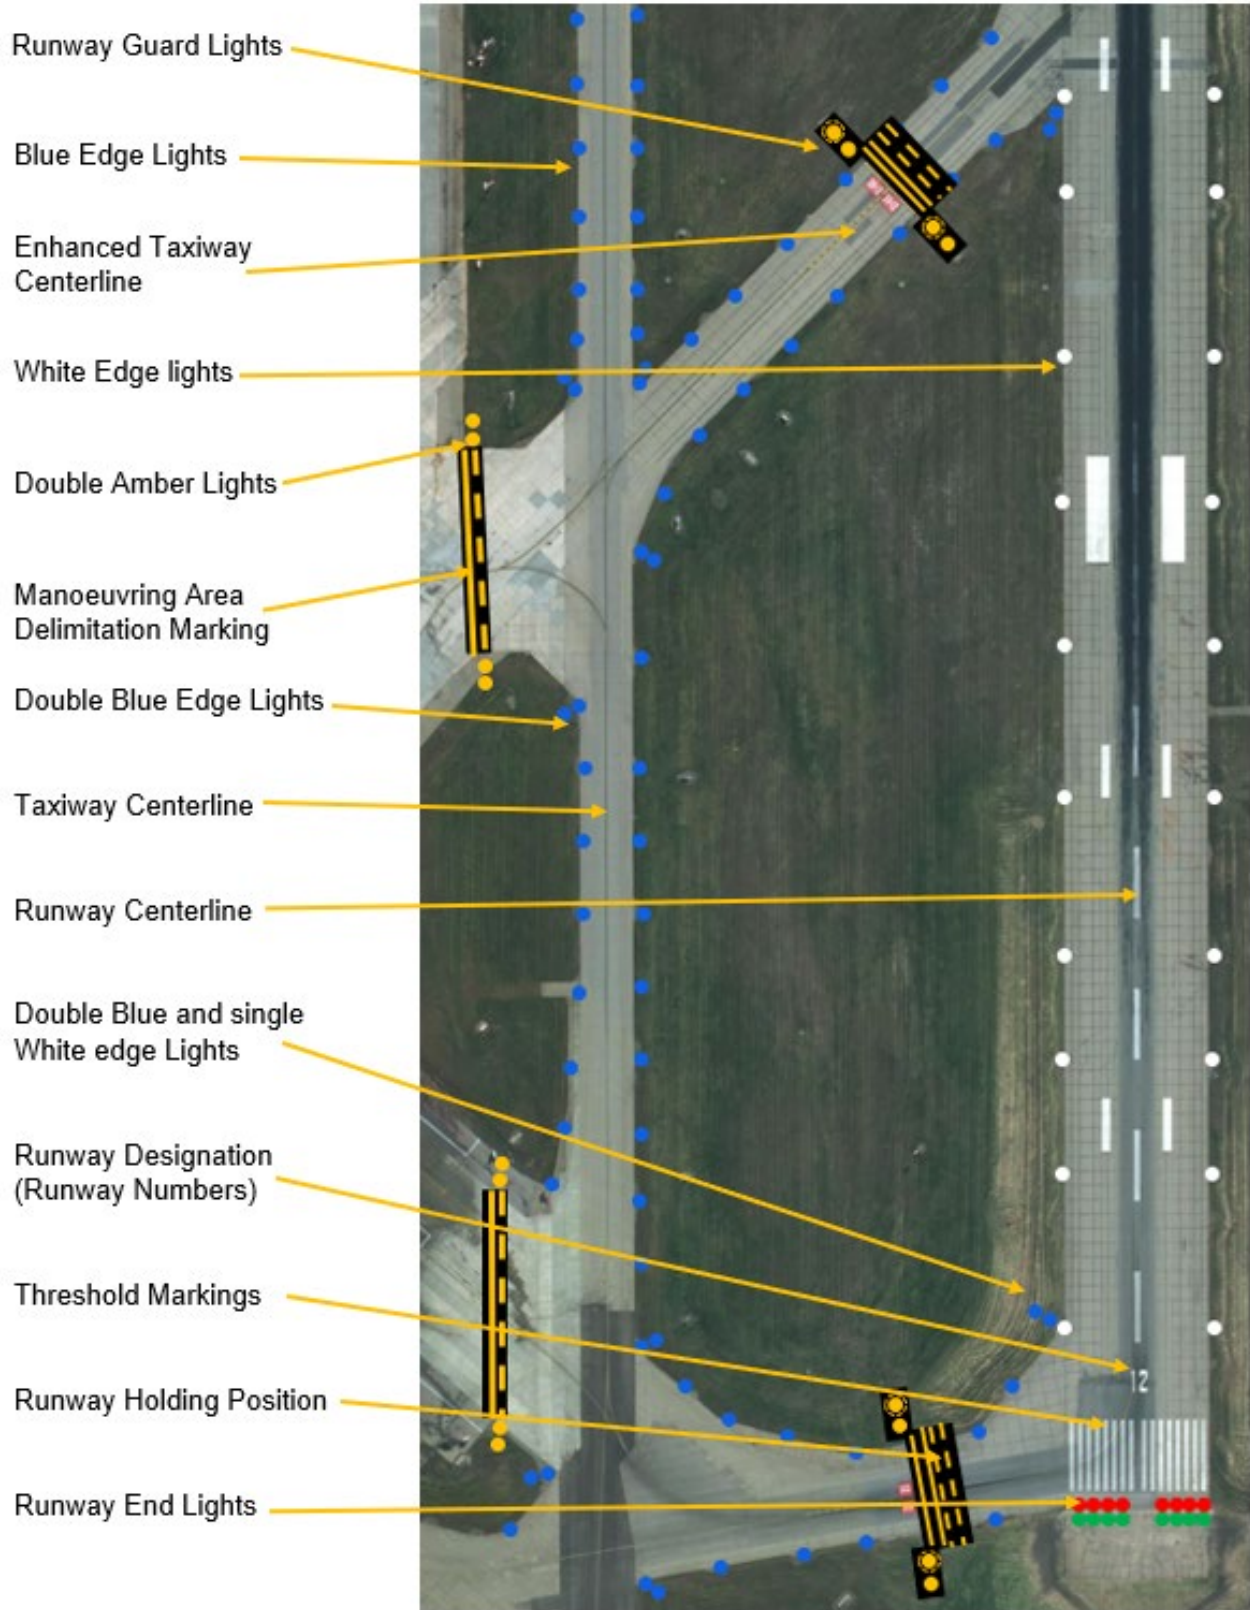 Runway Guard Lights
Blue Edge Lights
Enhanced Taxiway
Centerline
White Edge lights
Double Amber Lights
Manoeuvring Area
Delimitation Marking
Double Blue Edge Lights
Taxiway Centerline
Runway Centerline
Double Blue and single
White edge Lights
Runway Designation
(Runway Numbers)
12
Threshold Markings
Runway Holding Position
Runway End Lights